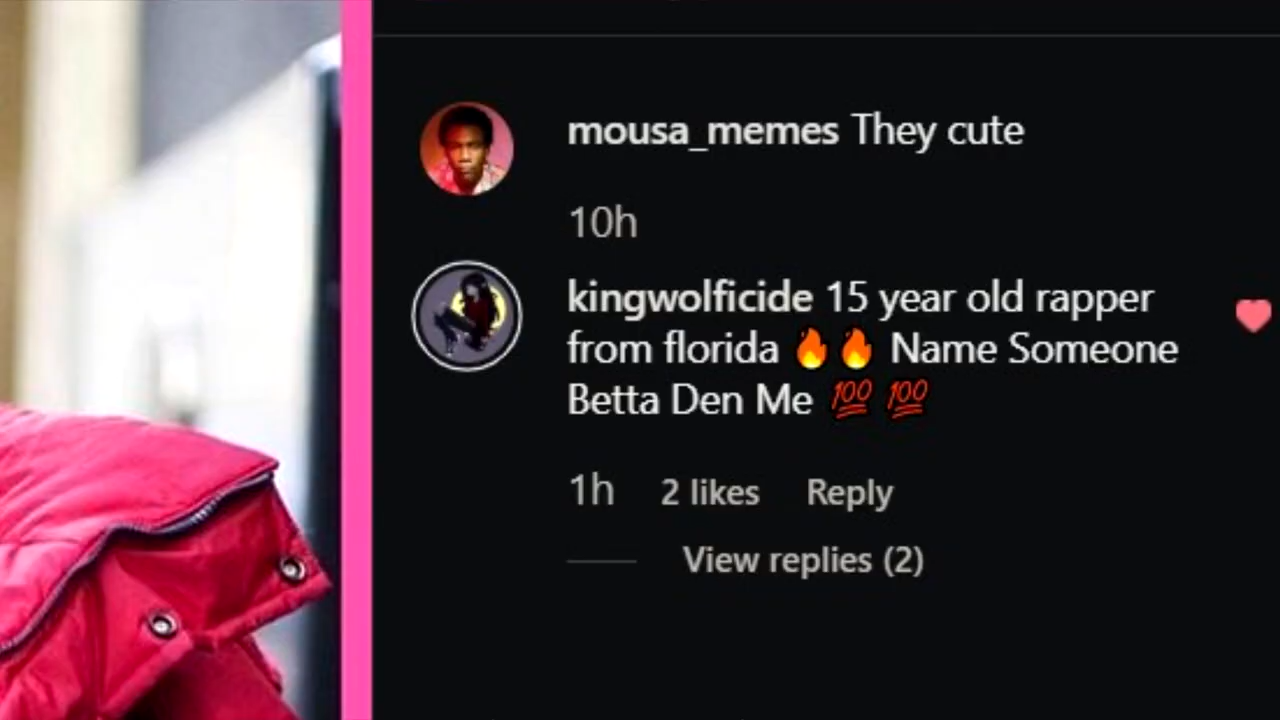 mousa_memes They cute
10h
kingwolficide 15 year old rapper
from florida 🔥🔥 Name Someone
Betta Den Me 💯 💯
1h 2 likes Reply
View replies (2)